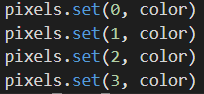 pixels.set(0, color)
pixels.set(1, color)
pixels.set(2, color)
pixels.set(3, color)